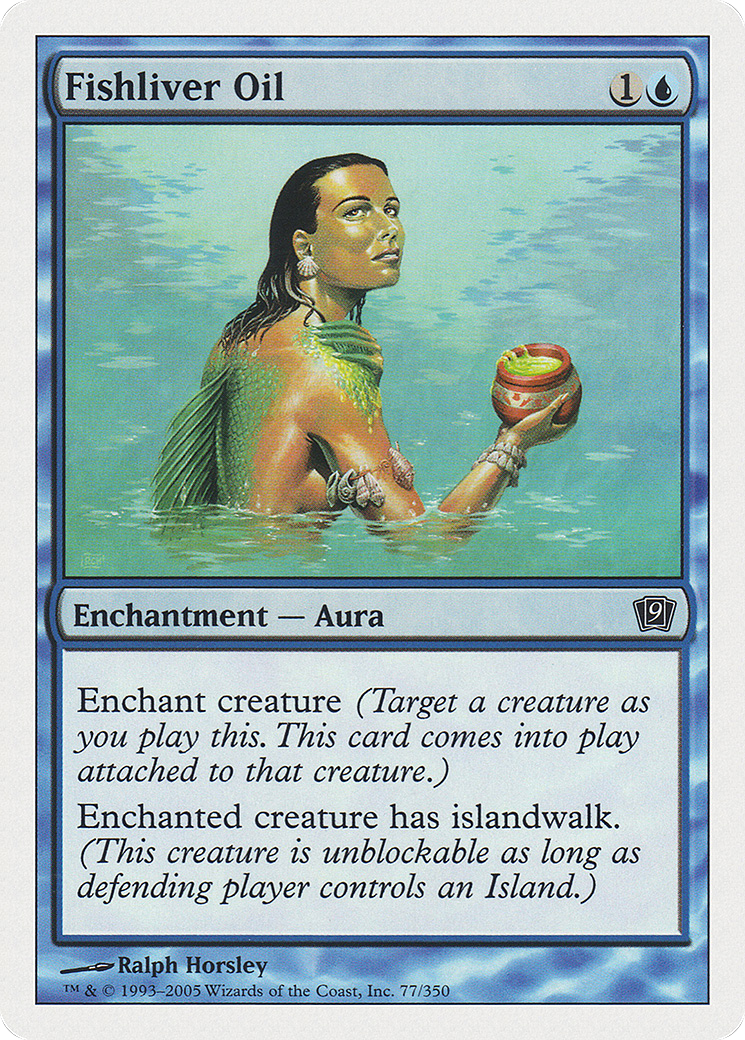 Fishliver Oil 1
Enchantment — Aura 9
Enchant creature (Target a creature as
you play this. This card comes into play
attached to that creature.)
Enchanted creature has islandwalk.
(This creature is unblockable as long as
defending player controls an Island.)
Ralph Horsley
™ & © 1993–2005 Wizards of the Coast, Inc. 77/350